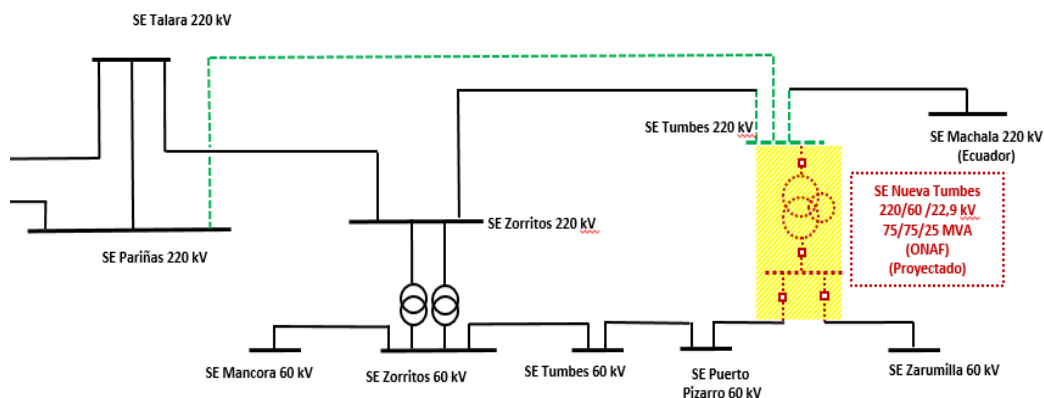 SE Talara 220 kV
SE Tumbes 220 kV
SE Machala 220 kV
(Ecuador)
SE Nueva Tumbes
220/60 /22,9 kV
75/75/25 MVA
(ONAF)
(Proyectado)
SE Zorritos 220 kV
SE Pariñas 220 kV
SE Mancora 60 kV
SE Zorritos 60 kV
SE Tumbes 60 kV
SE Puerto
Pizarro 60 kV
SE Zarumilla 60 kV